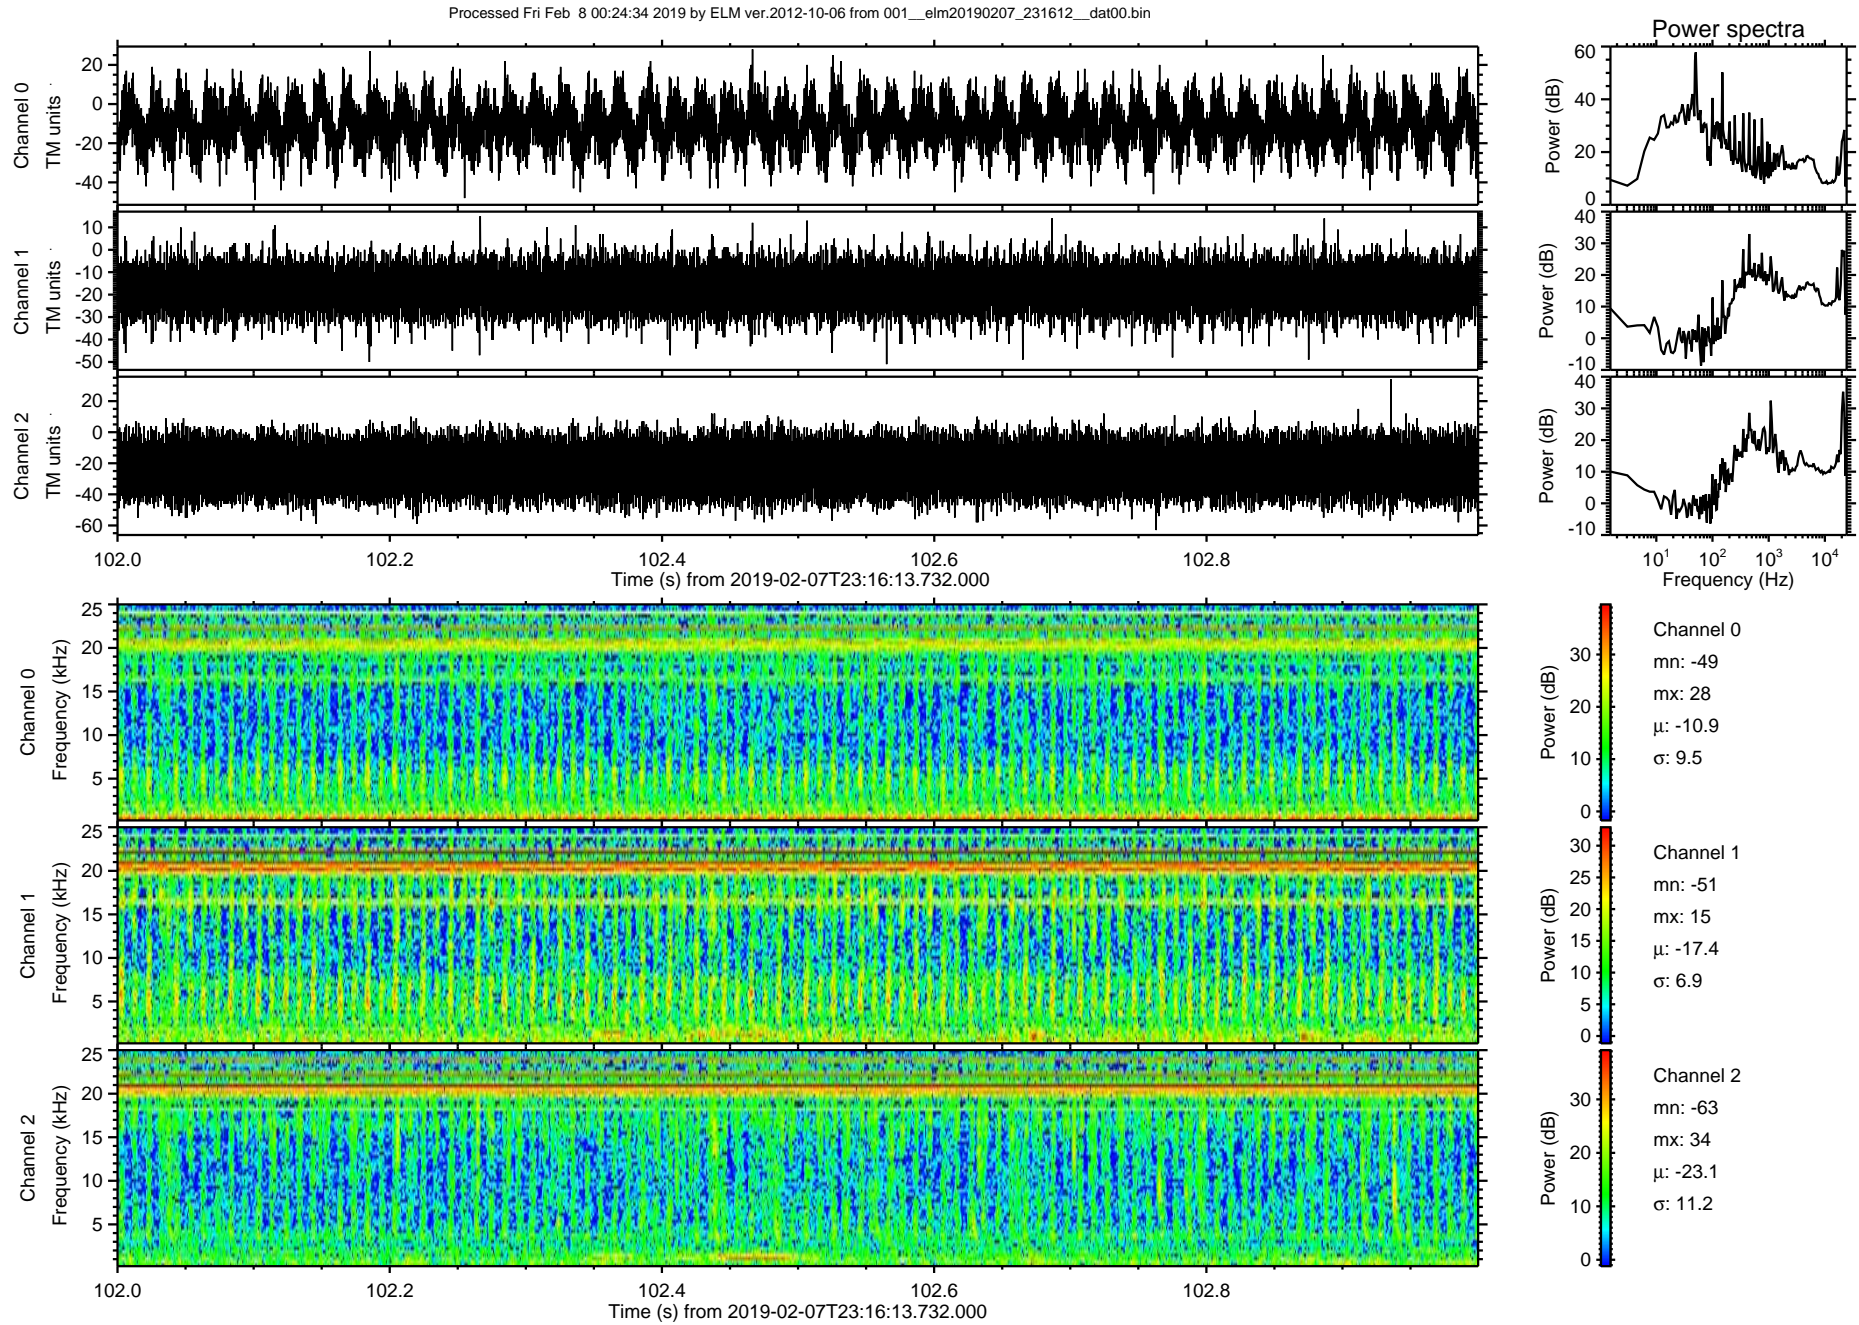 Processed Fri Feb  8 00:24:34 2019 by ELM ver.2012-10-06 from 001__elm20190207_231612__dat00.bin
Power spectra
Channel 0
TM units
20
0
-20
-40
Power (dB)
60
40
20
0
Channel 1
TM units
10
0
-10
-20
-30
-40
-50
Power (dB)
40
30
20
10
0
-10
Channel 2
TM units
20
0
-20
-40
-60
Power (dB)
40
30
20
10
0
-10
102.0 102.2 102.4 102.6 102.8
Time (s) from 2019-02-07T23:16:13.732.000
10¹ 10² 10³ 10⁴
Frequency (Hz)
Channel 0
Frequency (kHz)
25
20
15
10
5
Power (dB)
30
20
10
0
Channel 0
mn: -49
mx: 28
μ: -10.9
σ: 9.5
Channel 1
Frequency (kHz)
25
20
15
10
5
Power (dB)
30
25
20
15
10
5
0
Channel 1
mn: -51
mx: 15
μ: -17.4
σ: 6.9
Channel 2
Frequency (kHz)
25
20
15
10
5
Power (dB)
30
20
10
0
Channel 2
mn: -63
mx: 34
μ: -23.1
σ: 11.2
102.0 102.2 102.4 102.6 102.8
Time (s) from 2019-02-07T23:16:13.732.000